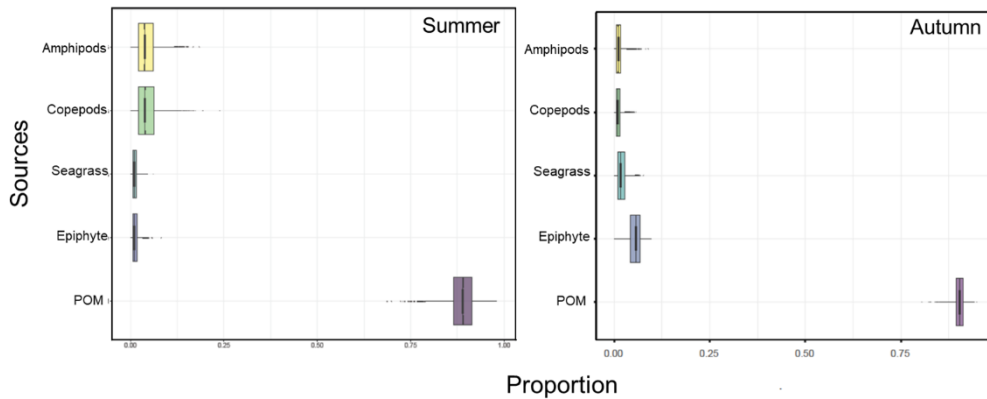 Summer
Amphipods
Copepods
Seagrass
Epiphyte
POM
0.00 0.25 0.50 0.75 1.00
Autumn
Amphipods
Copepods
Seagrass
Epiphyte
POM
0.00 0.25 0.50 0.75
Sources
Proportion